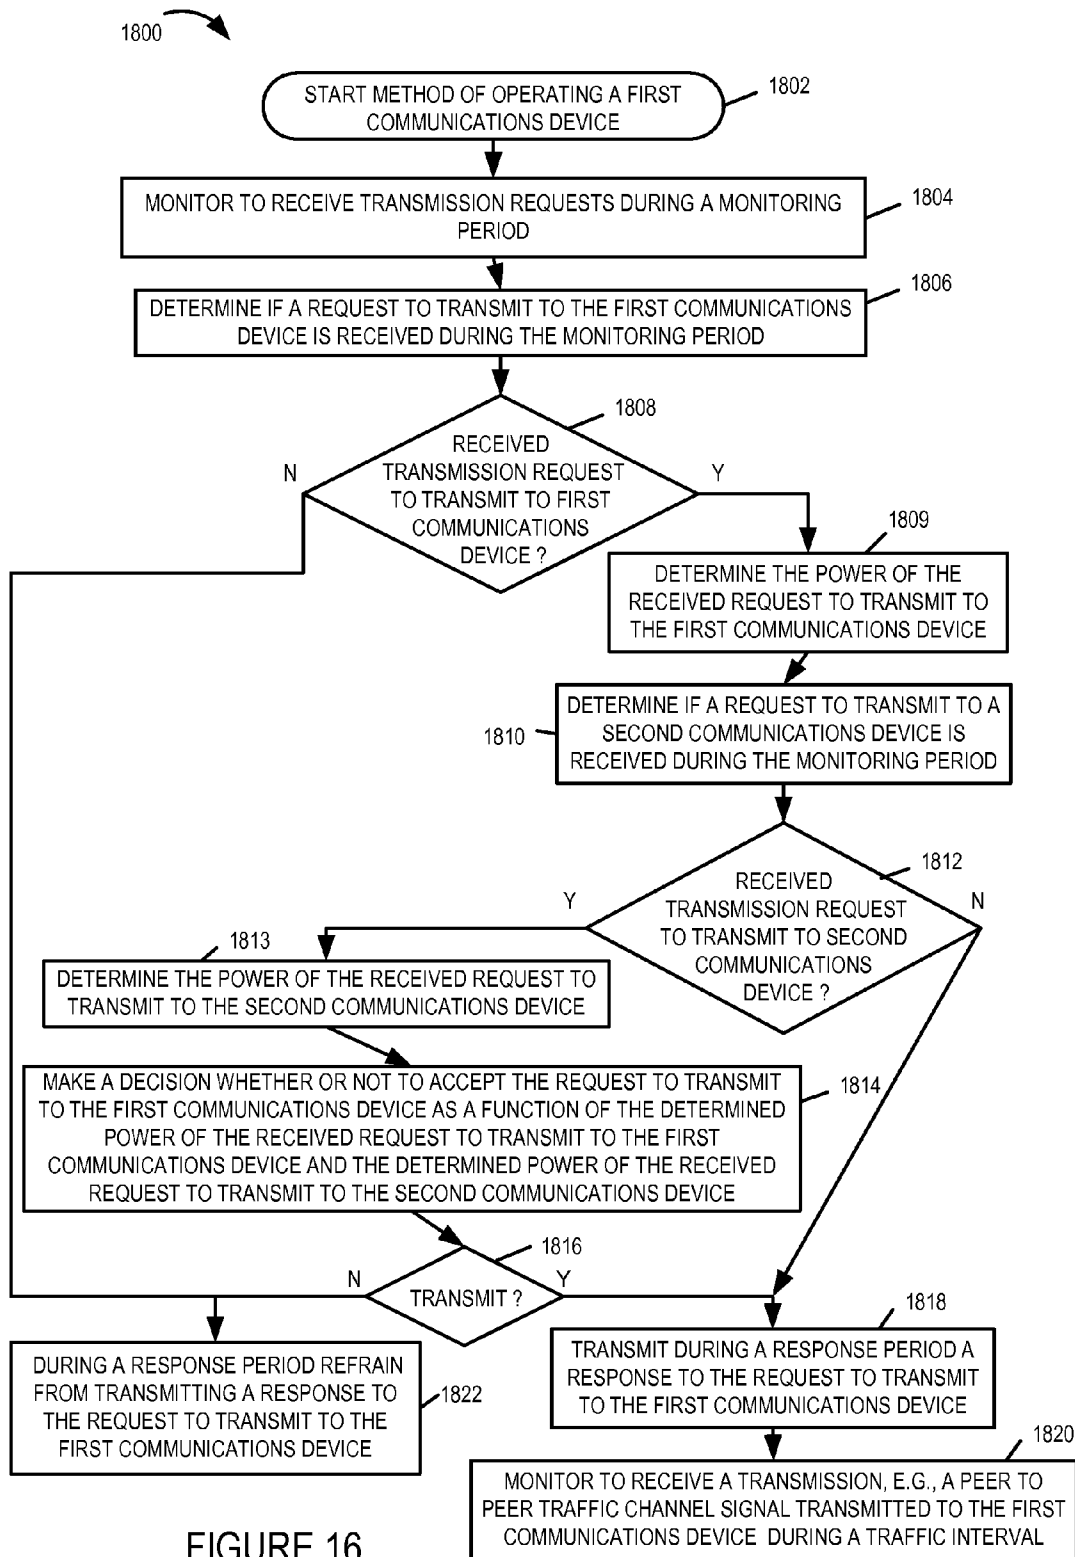 1800
START METHOD OF OPERATING A FIRST
COMMUNICATIONS DEVICE
1802
MONITOR TO RECEIVE TRANSMISSION REQUESTS DURING A MONITORING
PERIOD
1804
DETERMINE IF A REQUEST TO TRANSMIT TO THE FIRST COMMUNICATIONS
DEVICE IS RECEIVED DURING THE MONITORING PERIOD
1806
RECEIVED
TRANSMISSION REQUEST
TO TRANSMIT TO FIRST
COMMUNICATIONS
DEVICE ?
1808
N
Y
1809
DETERMINE THE POWER OF THE
RECEIVED REQUEST TO TRANSMIT TO
THE FIRST COMMUNICATIONS DEVICE
1810
DETERMINE IF A REQUEST TO TRANSMIT TO A
SECOND COMMUNICATIONS DEVICE IS
RECEIVED DURING THE MONITORING PERIOD
1812
RECEIVED
TRANSMISSION REQUEST
TO TRANSMIT TO SECOND
COMMUNICATIONS
DEVICE ?
Y
N
1813
DETERMINE THE POWER OF THE RECEIVED REQUEST TO
TRANSMIT TO THE SECOND COMMUNICATIONS DEVICE
MAKE A DECISION WHETHER OR NOT TO ACCEPT THE REQUEST TO TRANSMIT
TO THE FIRST COMMUNICATIONS DEVICE AS A FUNCTION OF THE DETERMINED
POWER OF THE RECEIVED REQUEST TO TRANSMIT TO THE FIRST
COMMUNICATIONS DEVICE AND THE DETERMINED POWER OF THE RECEIVED
REQUEST TO TRANSMIT TO THE SECOND COMMUNICATIONS DEVICE
1814
1816
N
TRANSMIT ?
Y
DURING A RESPONSE PERIOD REFRAIN
FROM TRANSMITTING A RESPONSE TO
THE REQUEST TO TRANSMIT TO THE
FIRST COMMUNICATIONS DEVICE
1822
1818
TRANSMIT DURING A RESPONSE PERIOD A
RESPONSE TO THE REQUEST TO TRANSMIT
TO THE FIRST COMMUNICATIONS DEVICE
1820
MONITOR TO RECEIVE A TRANSMISSION, E.G., A PEER TO
PEER TRAFFIC CHANNEL SIGNAL TRANSMITTED TO THE FIRST
COMMUNICATIONS DEVICE DURING A TRAFFIC INTERVAL
FIGURE 16